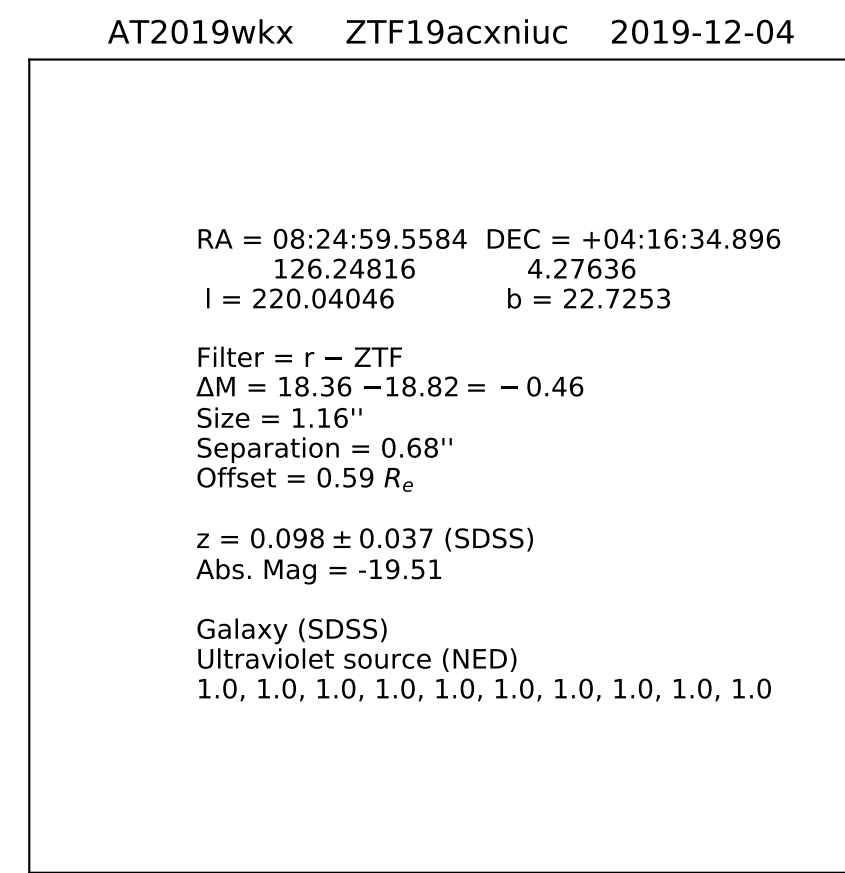 AT2019wkx ZTF19acxniuc 2019-12-04
RA = 08:24:59.5584 DEC = +04:16:34.896
126.24816 4.27636
l = 220.04046 b = 22.7253
Filter = r − ZTF
ΔM = 18.36 −18.82 = − 0.46
Size = 1.16''
Separation = 0.68''
Offset = 0.59 Rₑ
z = 0.098 ± 0.037 (SDSS)
Abs. Mag = -19.51
Galaxy (SDSS)
Ultraviolet source (NED)
1.0, 1.0, 1.0, 1.0, 1.0, 1.0, 1.0, 1.0, 1.0, 1.0